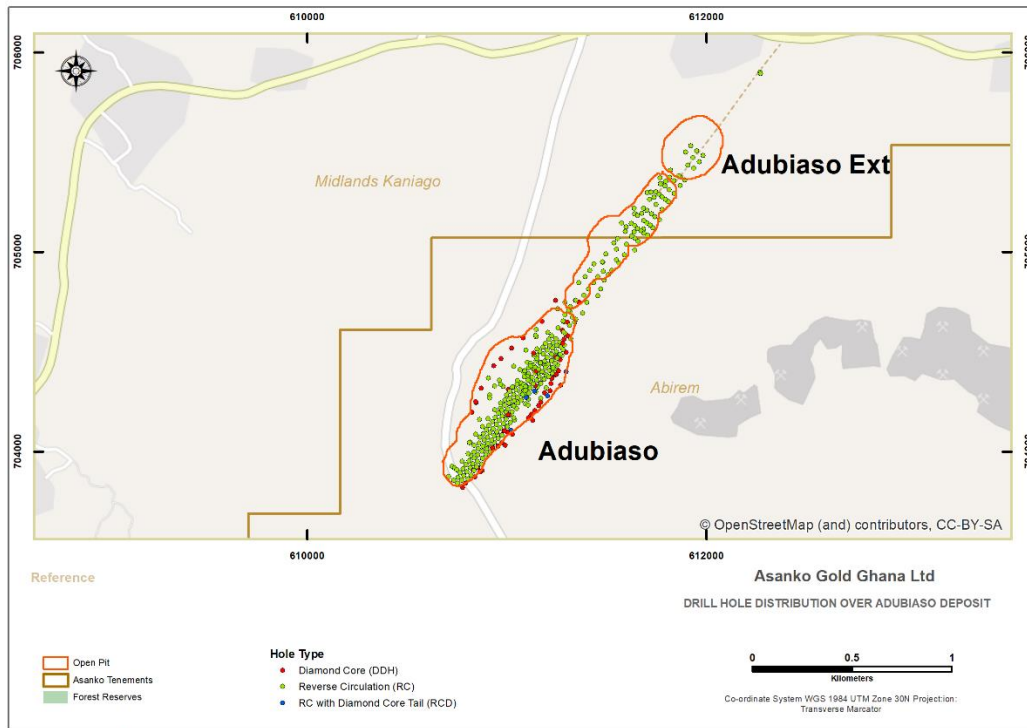 610000
612000
706000
706000
Midlands Kaniago
Adubiaso Ext
705000
705000
Abirem
Adubiaso
704000
704000
© OpenStreetMap (and) contributors, CC-BY-SA
610000
612000
Reference
Asanko Gold Ghana Ltd
DRILL HOLE DISTRIBUTION OVER ADUBIASO DEPOSIT
Open Pit
Asanko Tenements
Forest Reserves
Hole Type
Diamond Core (DDH)
Reverse Circulation (RC)
RC with Diamond Core Tail (RCD)
0 0.5 1
Kilometers
Co-ordinate System WGS 1984 UTM Zone 30N Projection:
Transverse Marcator